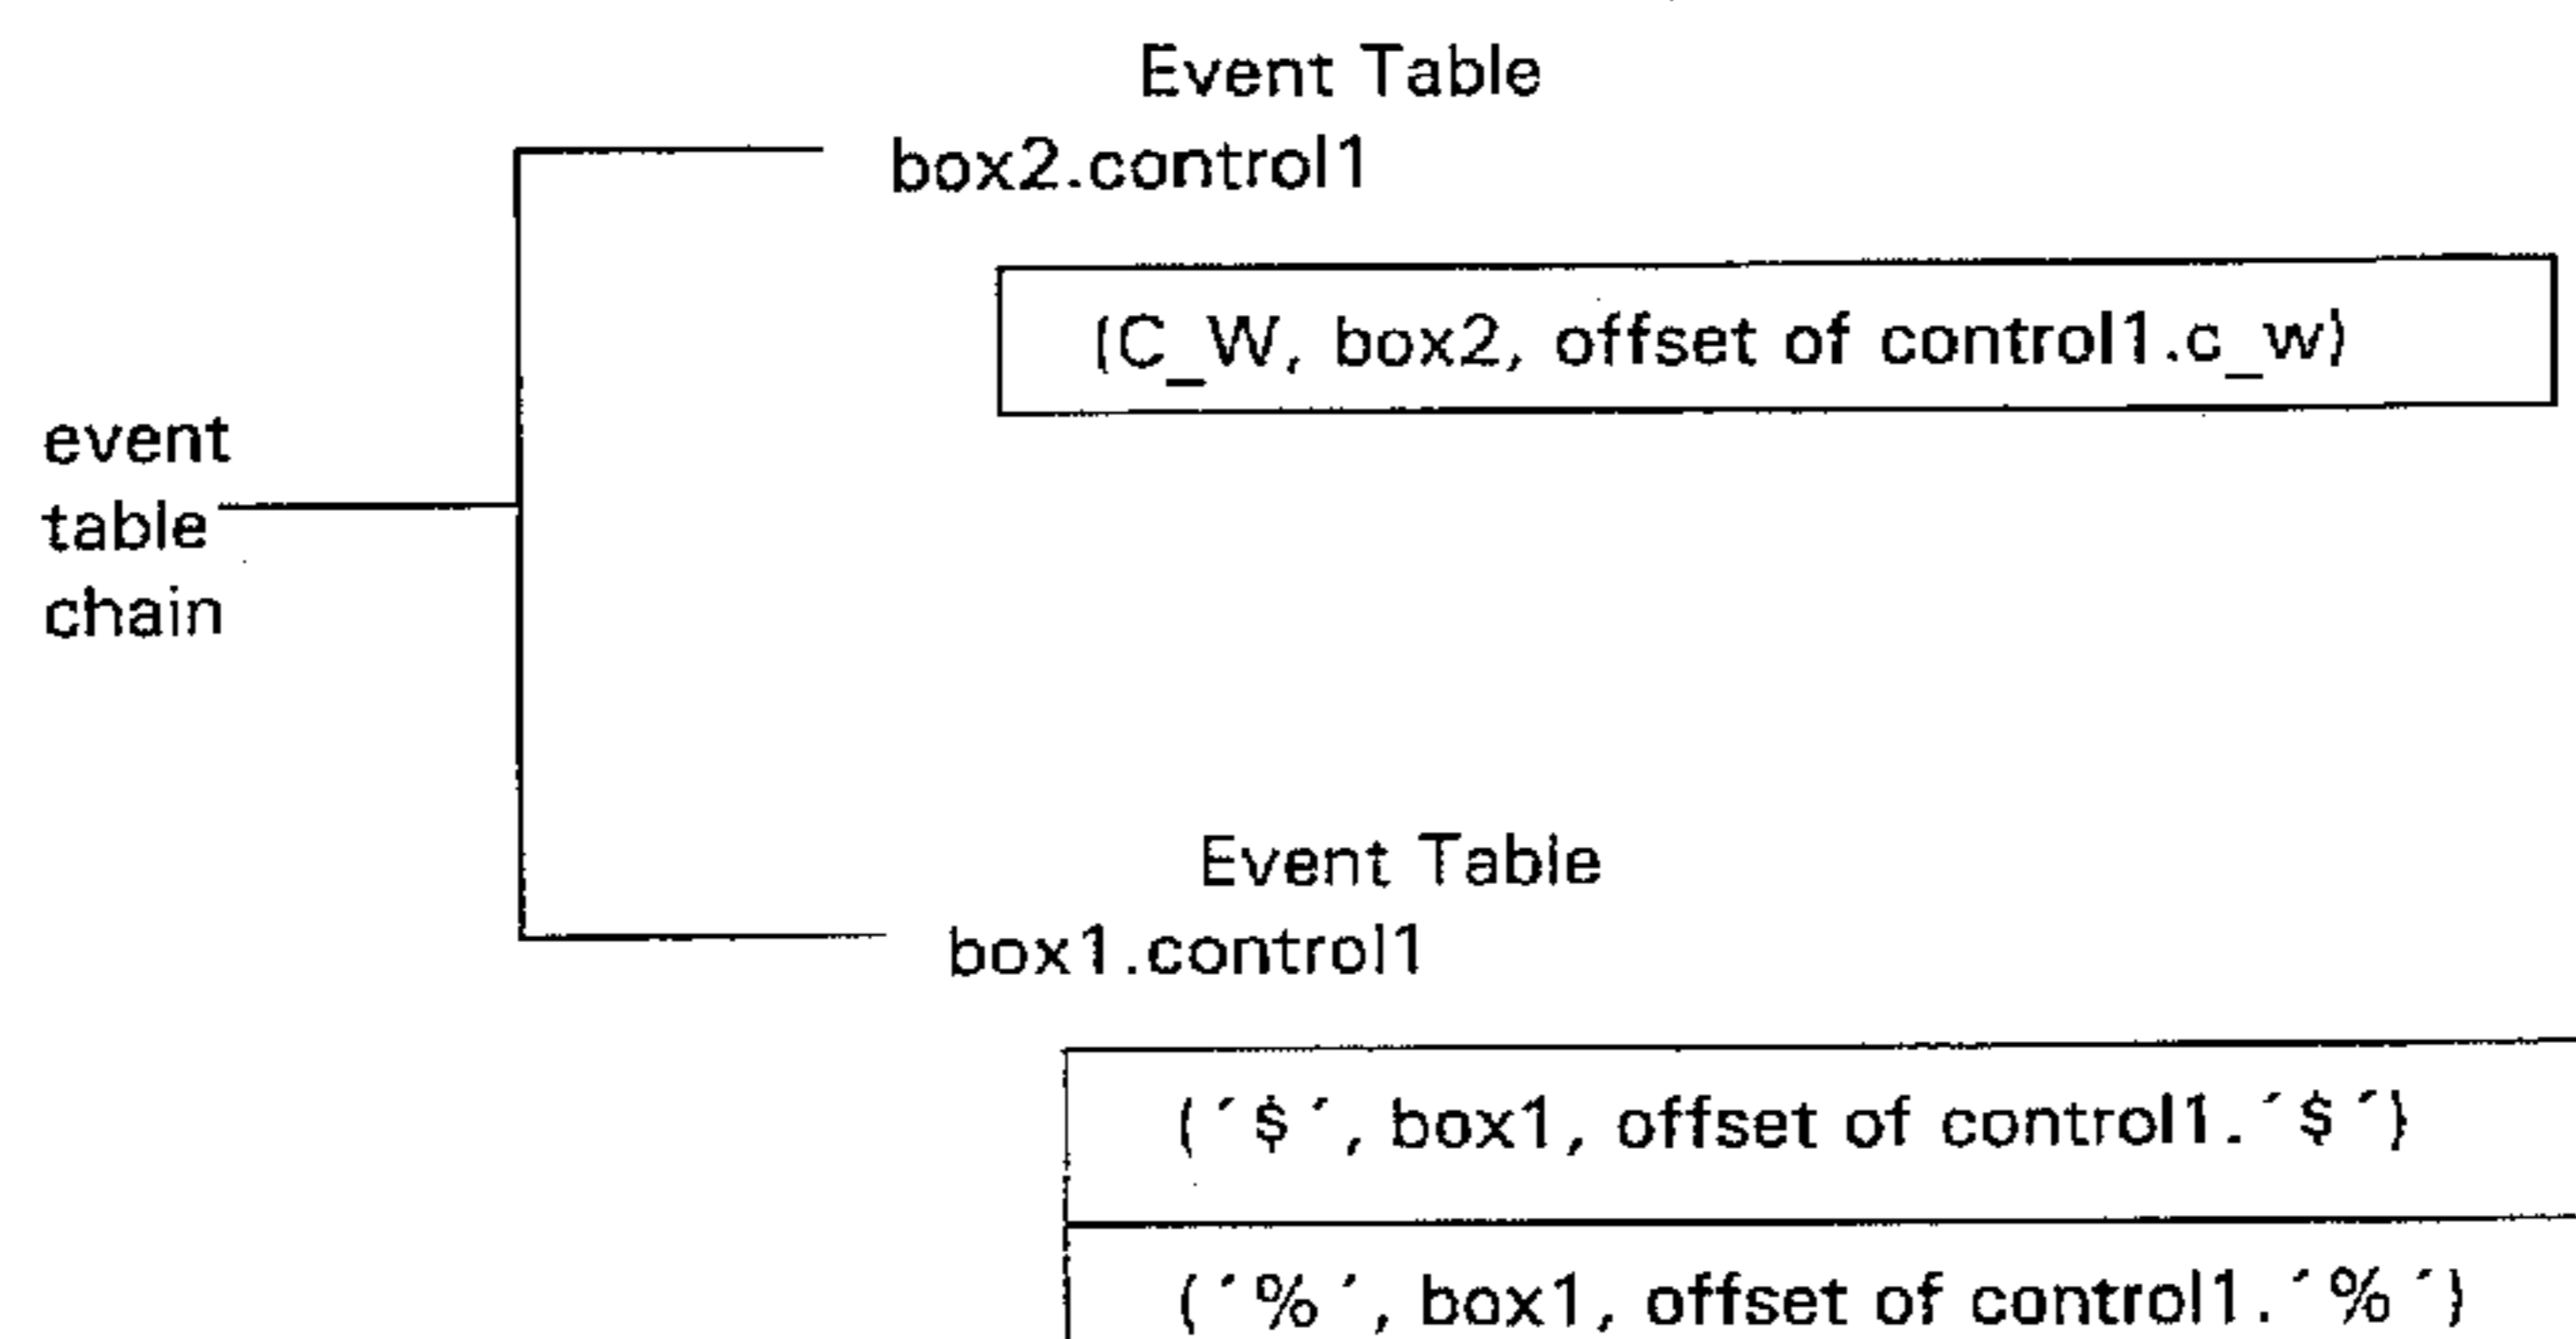 Event Table
box2.control1
(C_W, box2, offset of control1.c_w)
event
table
chain
Event Table
box1.control1
(´$´, box1, offset of control1.´$´)
(´%´, box1, offset of control1.´%´)